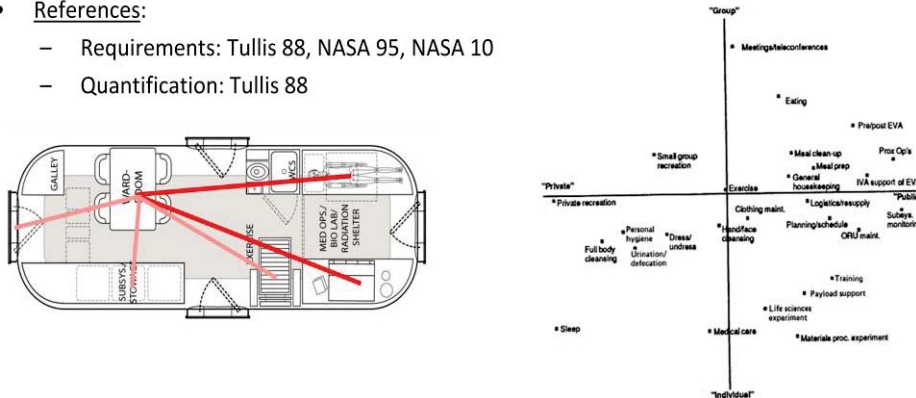 • References:
– Requirements: Tullis 88, NASA 95, NASA 10
– Quantification: Tullis 88
GALLEY
WARD-
ROOM
WCS
SUBSYS./
STOWAGE
EXERCISE
MED OPS./
BIO LAB/
RADIATION
SHELTER
"Group"
Meetings/teleconferences
Eating
Pre/post EVA
Small group
recreation
Meal clean-up
Prox Op's
Meal prep
General
housekeeping
IVA support of EV
"Private"
Exercise
"Public
Private recreation
Logistics/resupply
Clothing maint.
Subsys.
monitorin
Planning/schedule
Personal
hygiene
Dress/
undress
Hand/face
cleansing
ORU maint.
Full body
cleansing
Urination/
defecation
Training
Payload support
Life sciences
experiment
Sleep
Medical care
Materials proc. experiment
"Individual"